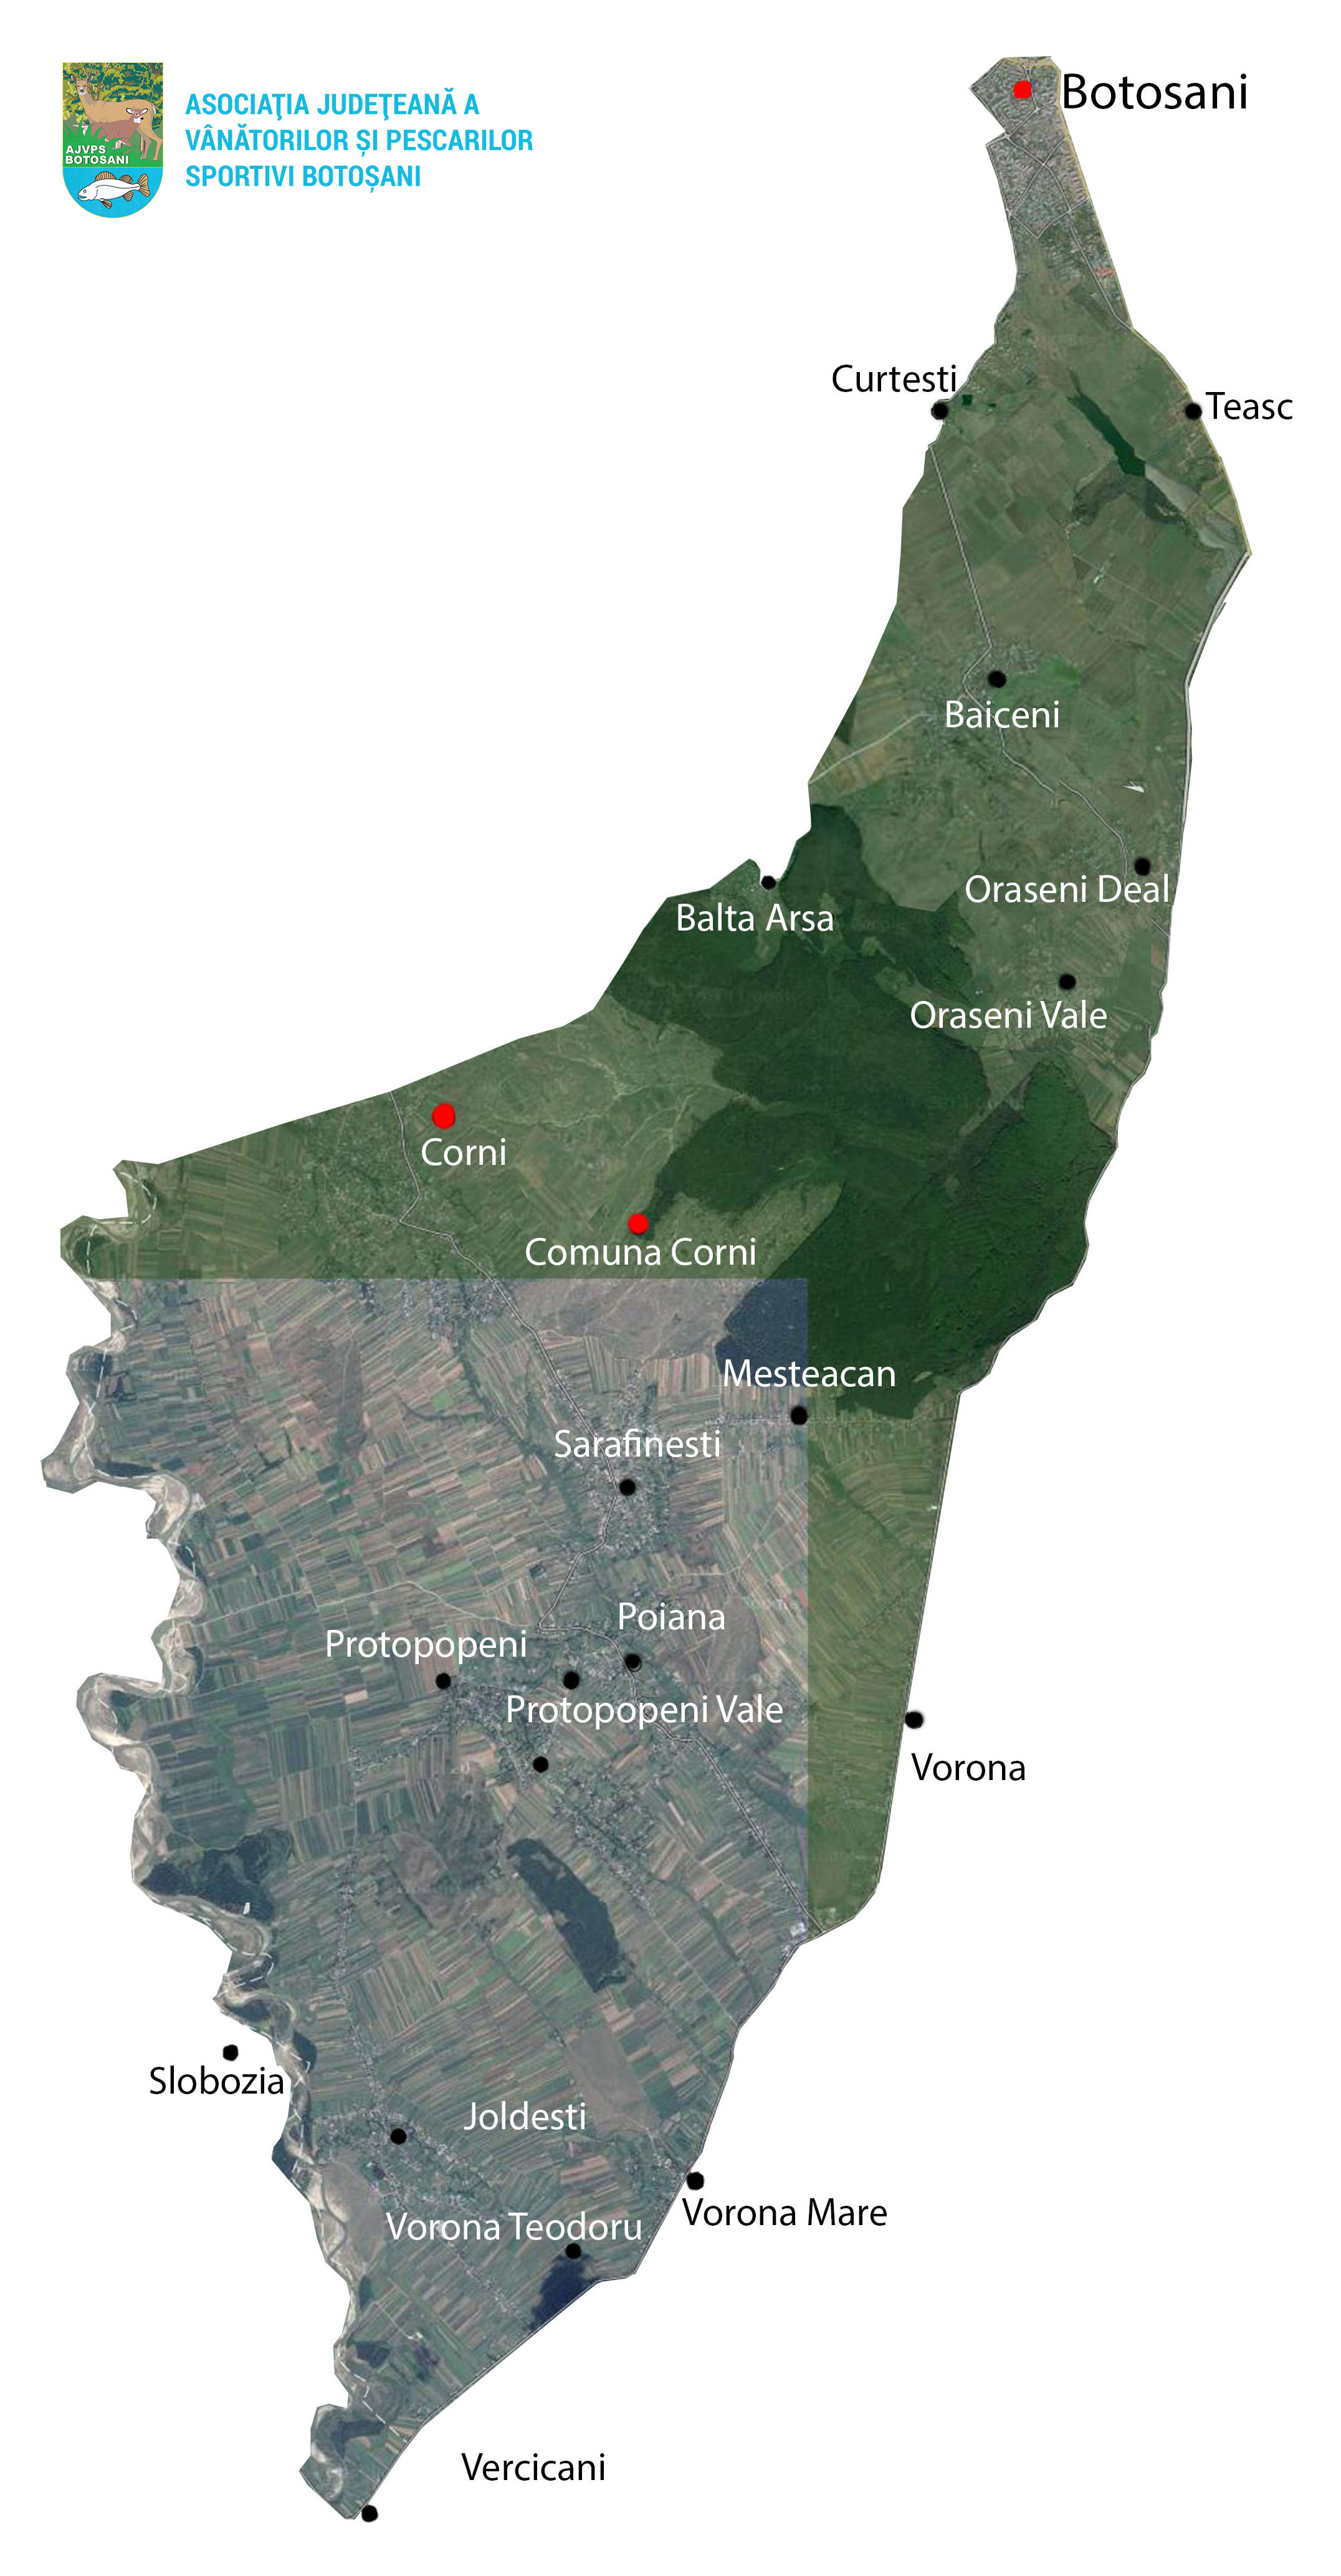 AJVPS
BOTOSANI
ASOCIAŢIA JUDEŢEANĂ A
VÂNĂTORILOR ŞI PESCARILOR
SPORTIVI BOTOŞANI
Botosani
Curtesti
Teasc
Baiceni
Oraseni Deal
Balta Arsa
Oraseni Vale
Corni
Comuna Corni
Mesteacan
Sarafinesti
Poiana
Protopopeni
Protopopeni Vale
Vorona
Slobozia
Joldesti
Vorona Mare
Vorona Teodoru
Vercicani